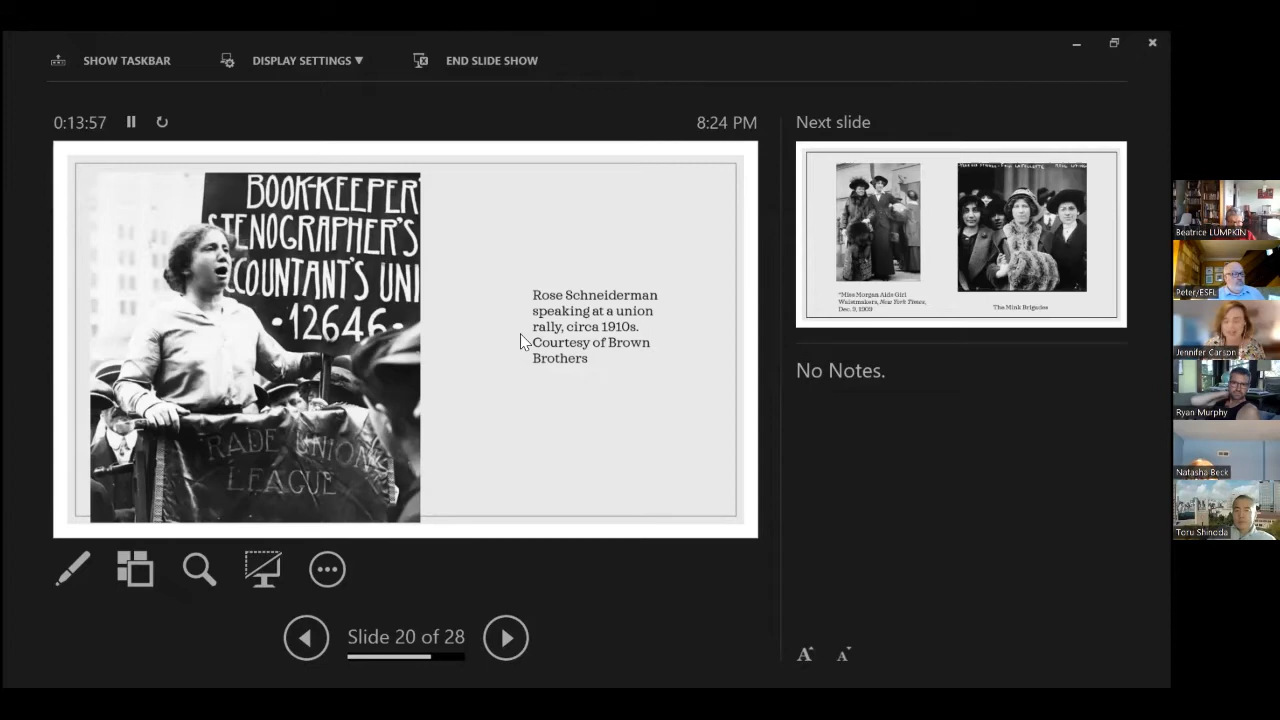 SHOW TASKBAR
DISPLAY SETTINGS ▼
END SLIDE SHOW
0:13:57
8:24 PM
BOOK-KEEPER
STENOGRAPHER'S
CCOUNTANT'S UNI
•12646•
RADE UNION
LEAGUE
Rose Schneiderman
speaking at a union
rally, circa 1910s.
Courtesy of Brown
Brothers
Next slide
"Miss Morgan Aids Girl
Waistmakers, New York Times,
Dec. 9, 1909
The Mink Brigades
No Notes.
Slide 20 of 28
A
A
Beatrice LUMPKIN
Peter/ESFL
Jennifer Carson
Ryan Murphy
Natasha Beck
Toru Shinoda